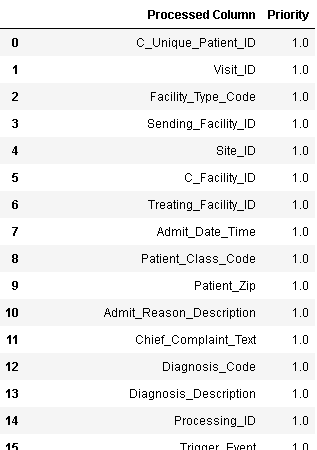 Processed Column Priority
0 C_Unique_Patient_ID 1.0
1 Visit_ID 1.0
2 Facility_Type_Code 1.0
3 Sending_Facility_ID 1.0
4 Site_ID 1.0
5 C_Facility_ID 1.0
6 Treating_Facility_ID 1.0
7 Admit_Date_Time 1.0
8 Patient_Class_Code 1.0
9 Patient_Zip 1.0
10 Admit_Reason_Description 1.0
11 Chief_Complaint_Text 1.0
12 Diagnosis_Code 1.0
13 Diagnosis_Description 1.0
14 Processing_ID 1.0
15 Trigger_Event 1.0